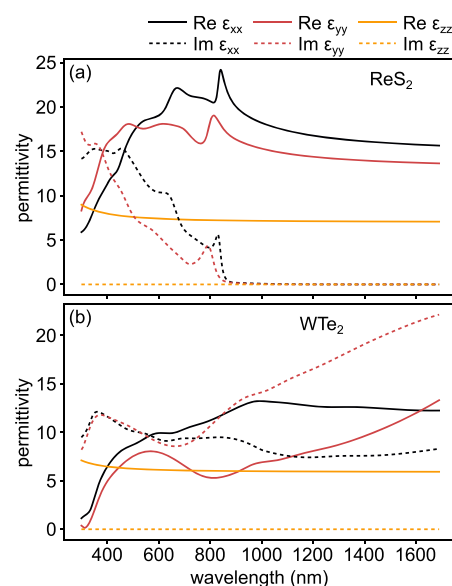 Re εxx Re εyy Re εzz
Im εxx Im εyy Im εzz
(a) ReS2
25
20
15
10
5
0
permittivity
(b) WTe2
20
15
10
5
0
permittivity
400 600 800 1000 1200 1400 1600
wavelength (nm)